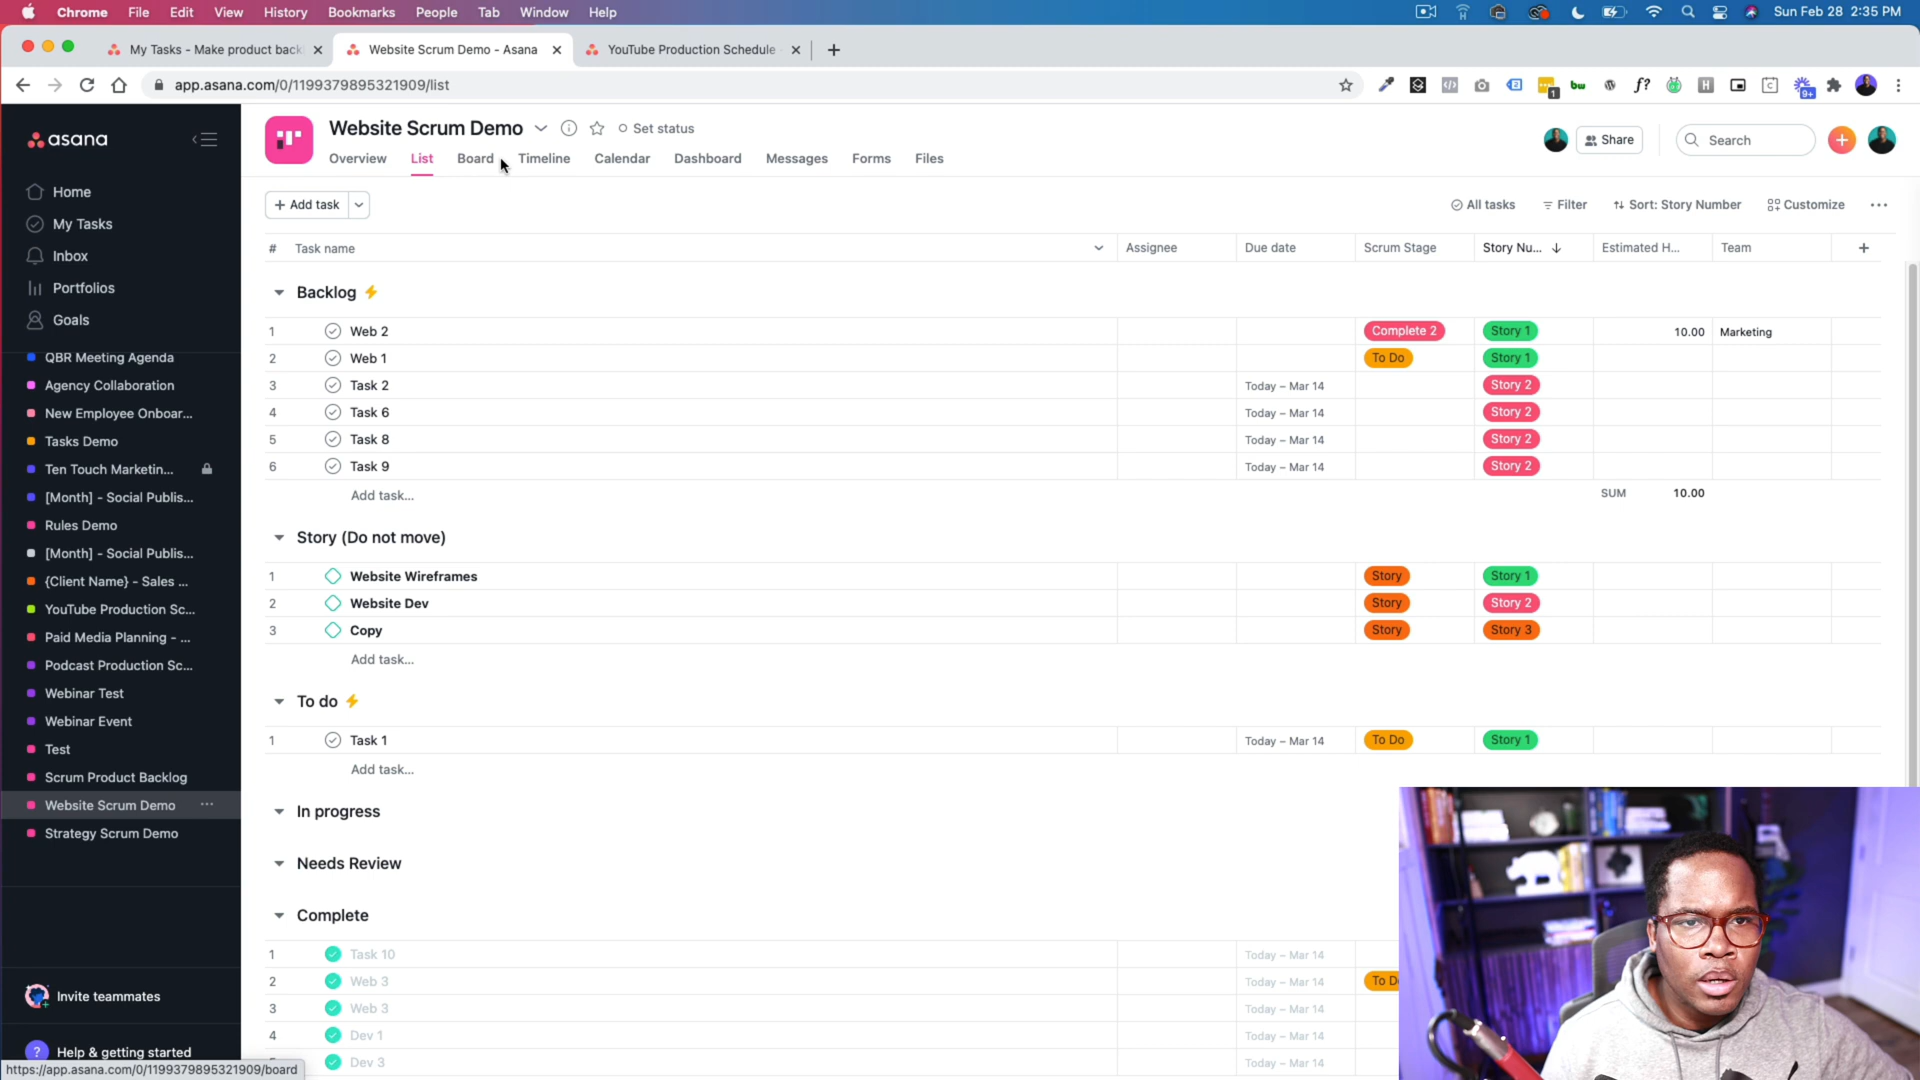 Chrome File Edit View History Bookmarks People Tab Window Help
Sun Feb 28 2:35 PM
My Tasks - Make product back
Website Scrum Demo - Asana
YouTube Production Schedule
app.asana.com/0/1199379895321909/list
1
bw
f?
H
C
9+
asana
Home
My Tasks
Inbox
Portfolios
Goals
QBR Meeting Agenda
Agency Collaboration
New Employee Onboar...
Tasks Demo
Ten Touch Marketin...
[Month] - Social Publis...
Rules Demo
[Month] - Social Publis...
{Client Name} - Sales ...
YouTube Production Sc...
Paid Media Planning - ...
Podcast Production Sc...
Webinar Test
Webinar Event
Test
Scrum Product Backlog
Website Scrum Demo
Strategy Scrum Demo
Invite teammates
? Help & getting started
https://app.asana.com/0/1199379895321909/board
Website Scrum Demo
Set status
Overview List Board Timeline Calendar Dashboard Messages Forms Files
Share
Search
+ Add task
All tasks Filter Sort: Story Number Customize
# Task name Assignee Due date Scrum Stage Story Nu... Estimated H... Team
Backlog
1 Web 2 Complete 2 Story 1 10.00 Marketing
2 Web 1 To Do Story 1
3 Task 2 Today – Mar 14 Story 2
4 Task 6 Today – Mar 14 Story 2
5 Task 8 Today – Mar 14 Story 2
6 Task 9 Today – Mar 14 Story 2
Add task... SUM 10.00
Story (Do not move)
1 Website Wireframes Story Story 1
2 Website Dev Story Story 2
3 Copy Story Story 3
Add task...
To do
1 Task 1 Today – Mar 14 To Do Story 1
Add task...
In progress
Needs Review
Complete
1 Task 10 Today – Mar 14
2 Web 3 Today – Mar 14 To D
3 Web 3 Today – Mar 14
4 Dev 1 Today – Mar 14
Dev 3 Today – Mar 14